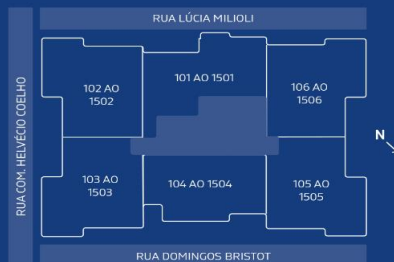 RUA LÚCIA MILIOLI
RUA COM. HELVÉCIO COELHO
102 AO
1502
101 AO 1501
106 AO
1506
N
103 AO
1503
104 AO 1504
105 AO
1505
RUA DOMINGOS BRISTOT